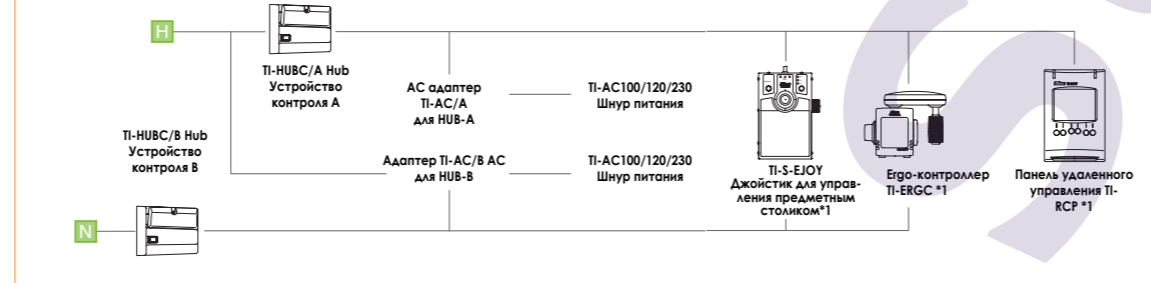 H
TI-HUBC/A Hub
Устройство
контроля А
АС адаптер
TI-AC/A
для HUB-A
TI-AC100/120/230
Шнур питания
TI-HUBC/B Hub
Устройство
контроля В
Адаптер TI-AC/B AC
для HUB-B
TI-AC100/120/230
Шнур питания
TI-S-EJOY
Джойстик для управ-
ления предметным
столиком*1
Ergo-контроллер
TI-ERGC *1
Панель удаленного
управления TI-
RCP *1
N